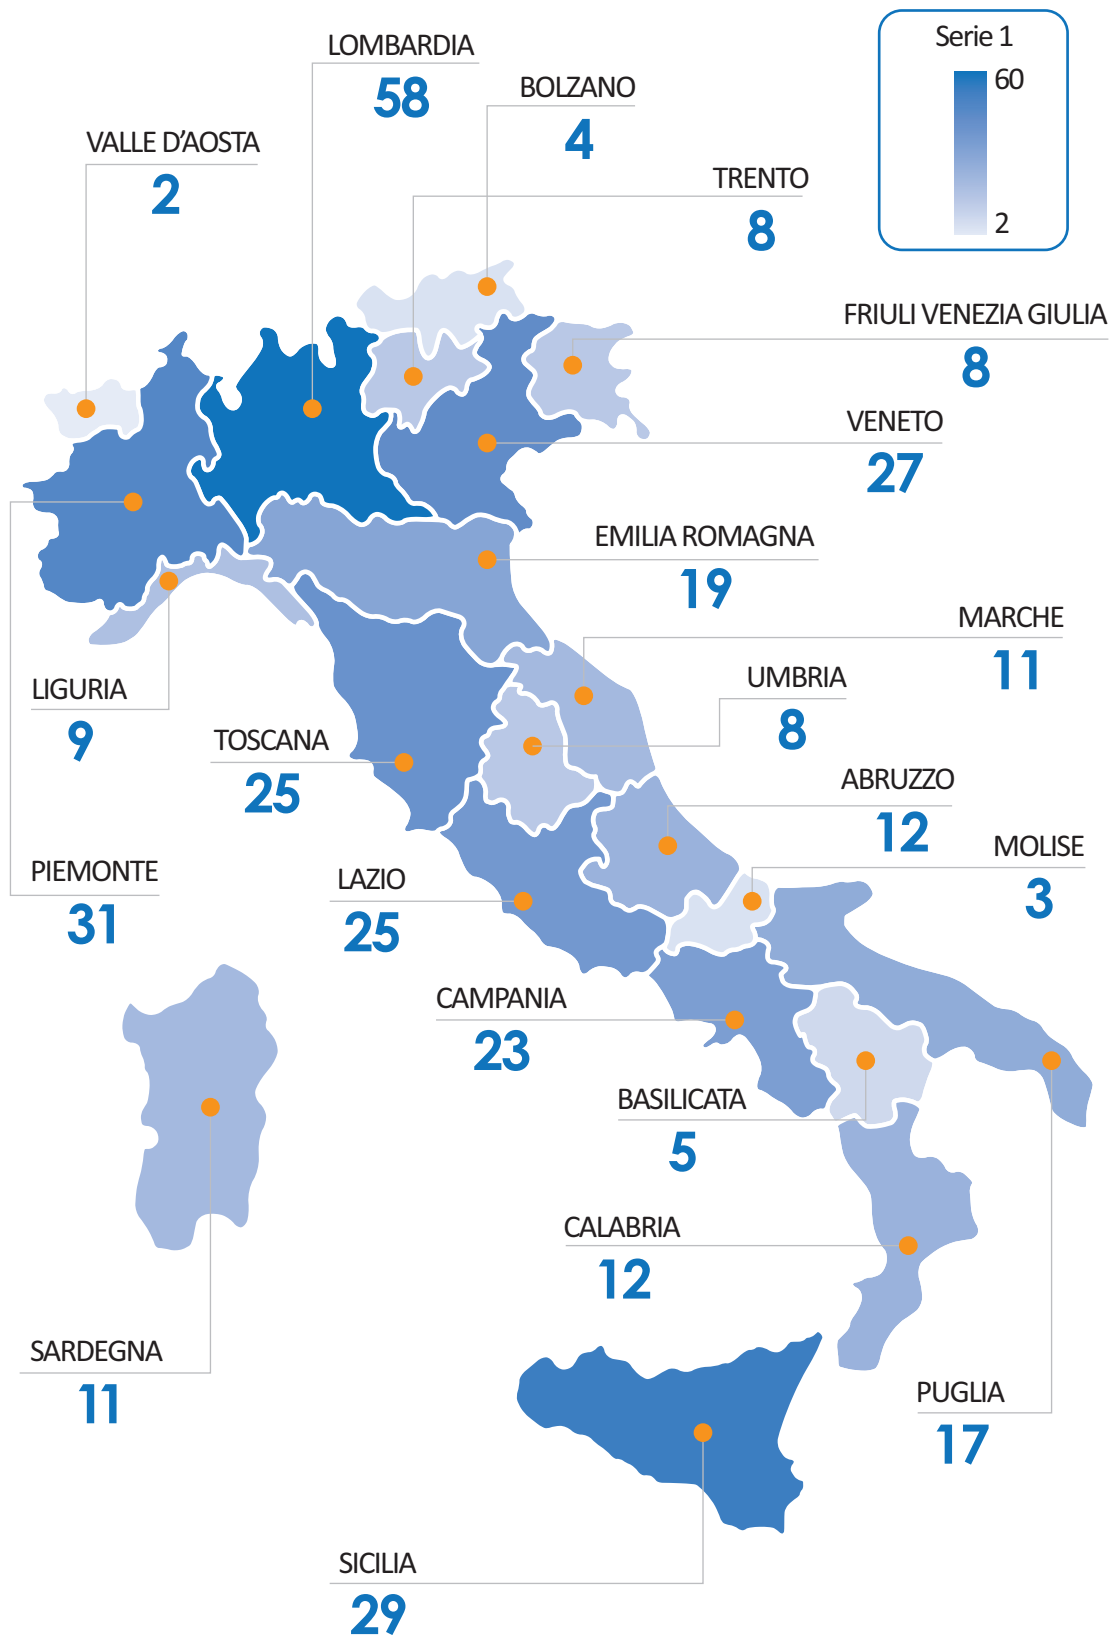 Serie 1
60
2
LOMBARDIA
58
BOLZANO
4
VALLE D'AOSTA
2
TRENTO
8
FRIULI VENEZIA GIULIA
8
VENETO
27
EMILIA ROMAGNA
19
MARCHE
11
UMBRIA
8
LIGURIA
9
TOSCANA
25
ABRUZZO
12
MOLISE
3
PIEMONTE
31
LAZIO
25
CAMPANIA
23
BASILICATA
5
CALABRIA
12
SARDEGNA
11
PUGLIA
17
SICILIA
29